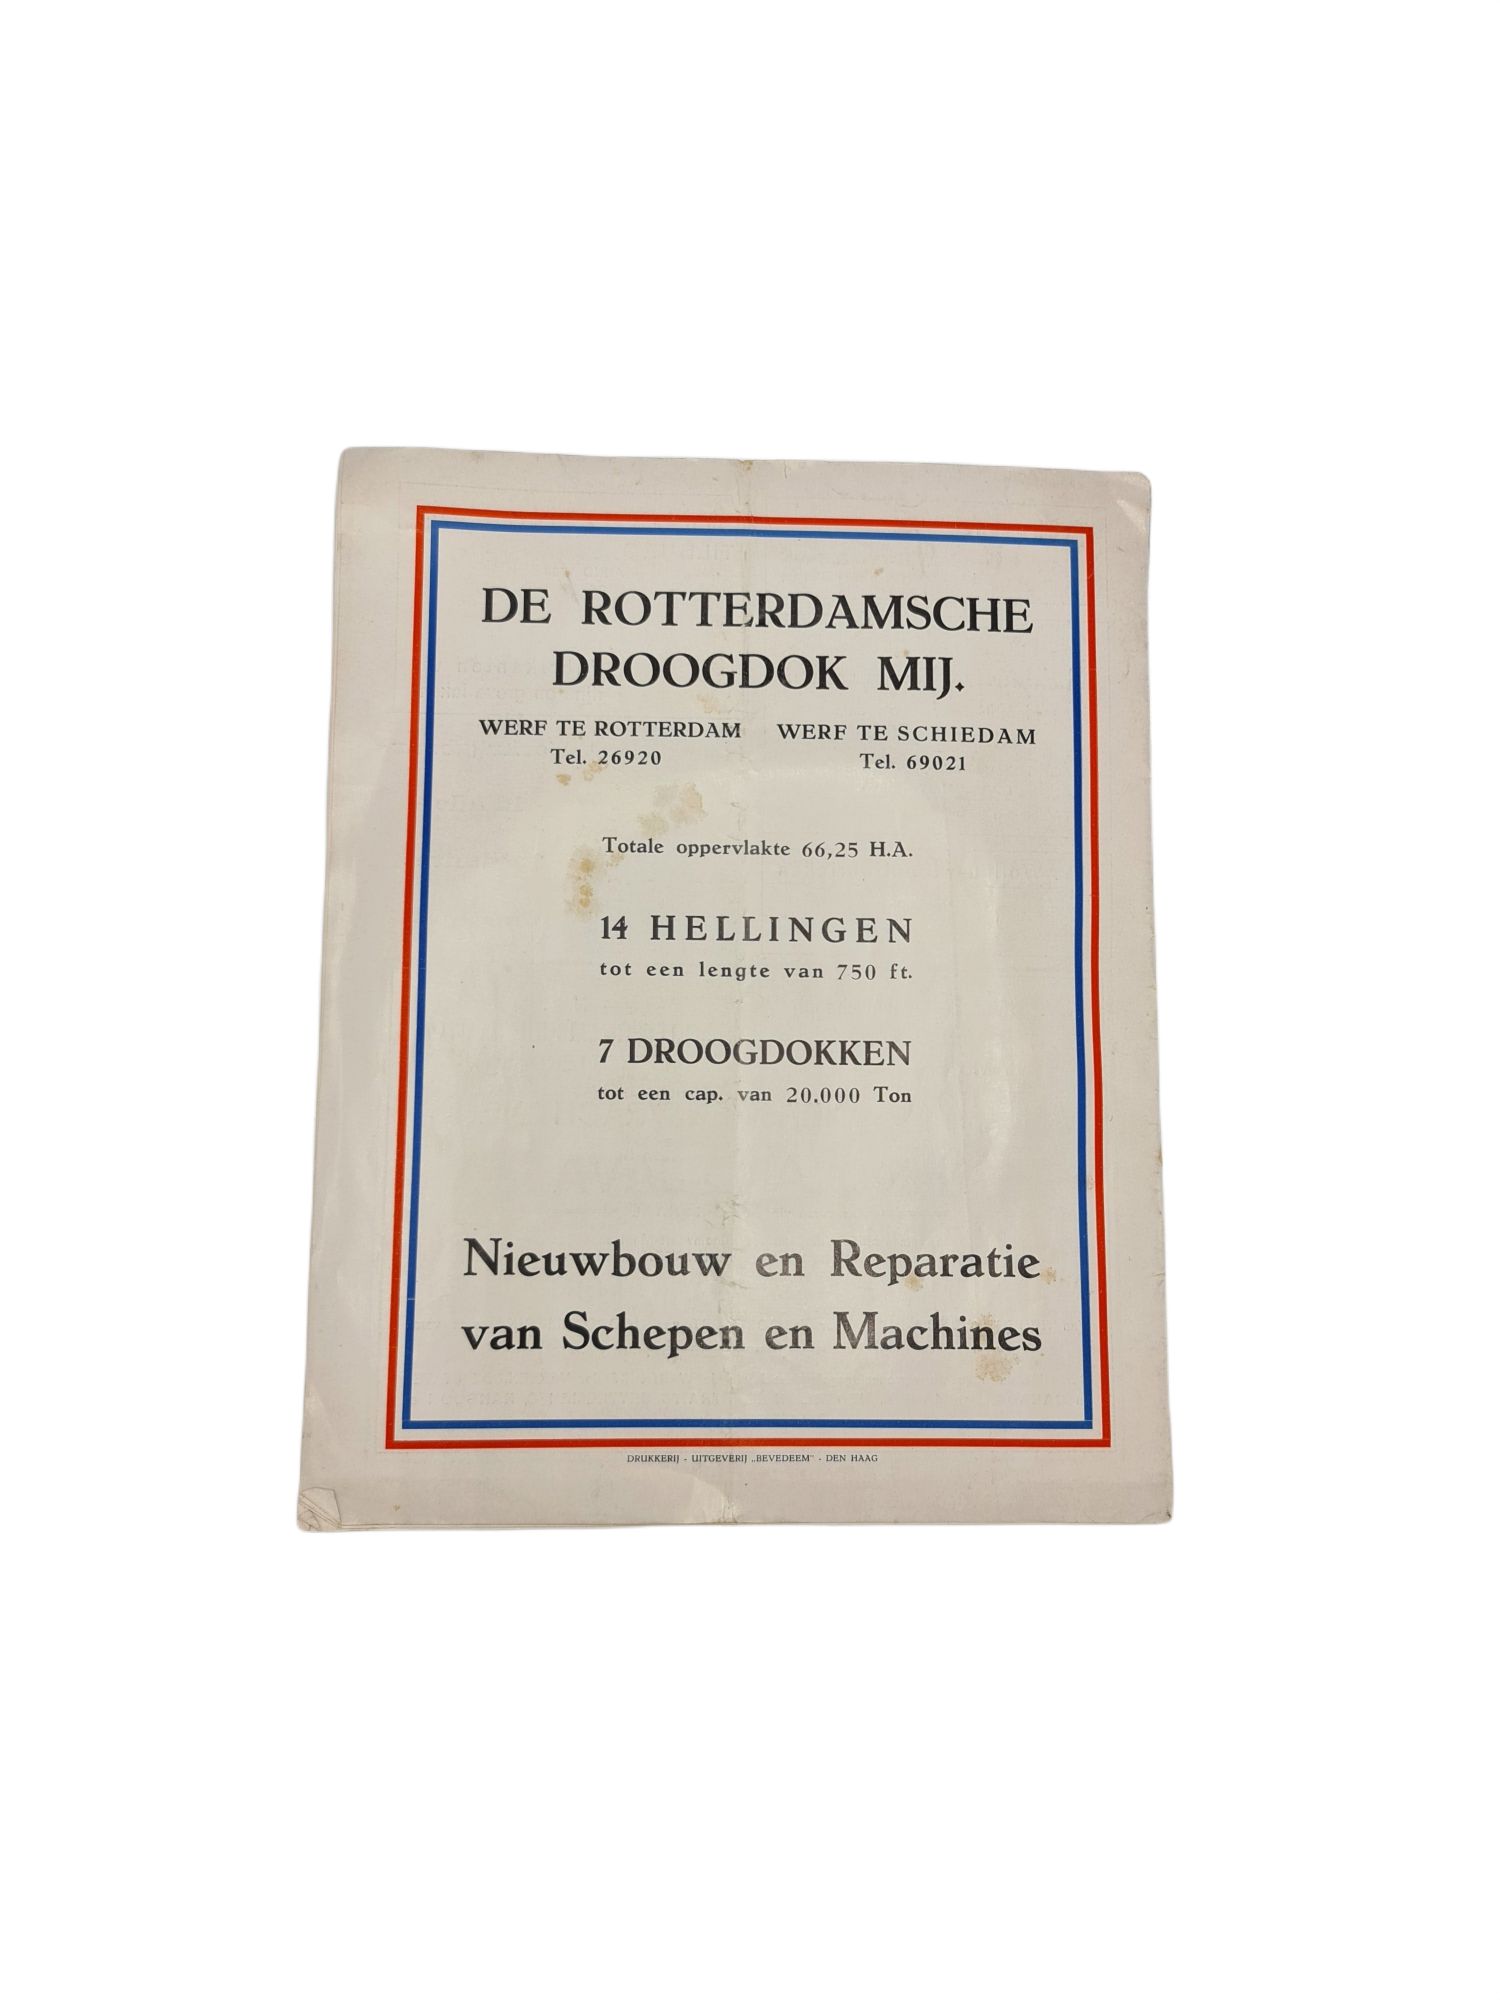 DE ROTTERDAMSCHE
DROOGDOK MIJ.
WERF TE ROTTERDAM WERF TE SCHIEDAM
Tel. 26920 Tel. 69021
Totale oppervlakte 66,25 H.A.
14 HELLINGEN
tot een lengte van 750 ft.
7 DROOGDOKKEN
tot een cap. van 20.000 Ton
Nieuwbouw en Reparatie
van Schepen en Machines
DRUKKERIJ - UITGEVERIJ „BEVEDEEM" - DEN HAAG